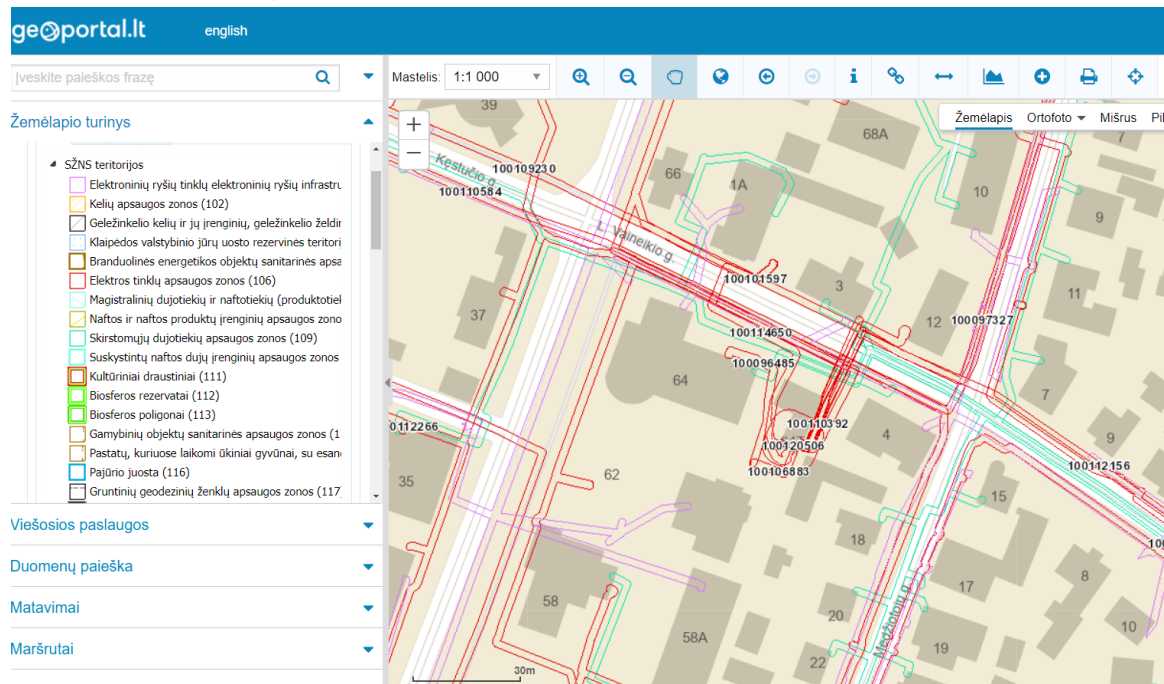 geoportal.lt
english
Įveskite paieškos frazę
Mastelis: 1:1 000
Žemėlapio turinys
SŽNS teritorijos
Elektroninių ryšių tinklų elektroninių ryšių infrastru
Kelių apsaugos zonos (102)
Geležinkelio kelių ir jų įrenginių, geležinkelio želdir
Klaipėdos valstybinio jūrų uosto rezervinės teritori
Branduolinės energetikos objektų sanitarinės apsa
Elektros tinklų apsaugos zonos (106)
Magistralinių dujotiekių ir naftotiekių (produktotiel
Naftos ir naftos produktų įrenginių apsaugos zono
Skirstomųjų dujotiekių apsaugos zonos (109)
Suskystintų naftos dujų įrenginių apsaugos zonos
Kultūriniai draustiniai (111)
Biosferos rezervatai (112)
Biosferos poligonai (113)
Gamybinių objektų sanitarinės apsaugos zonos (1
Pastatų, kuriuose laikomi ūkiniai gyvūnai, su esan
Pajūrio juosta (116)
Gruntinių geodezinių ženklų apsaugos zonos (117
Viešosios paslaugos
Duomenų paieška
Matavimai
Maršrutai
Žemėlapis Ortofoto Mišrus Pil
39
68A
7
Kęstučio g.
100109230
100110584
66
1A
10
9
L. Vaineikio g.
100101597
3
11
37
12
100097327
100114650
100096485
64
7
0112266
100110392
100120506
4
9
100106883
100112156
35
62
15
10
18
8
17
58
20
10
58A
Medžiotojų g.
19
22
30m